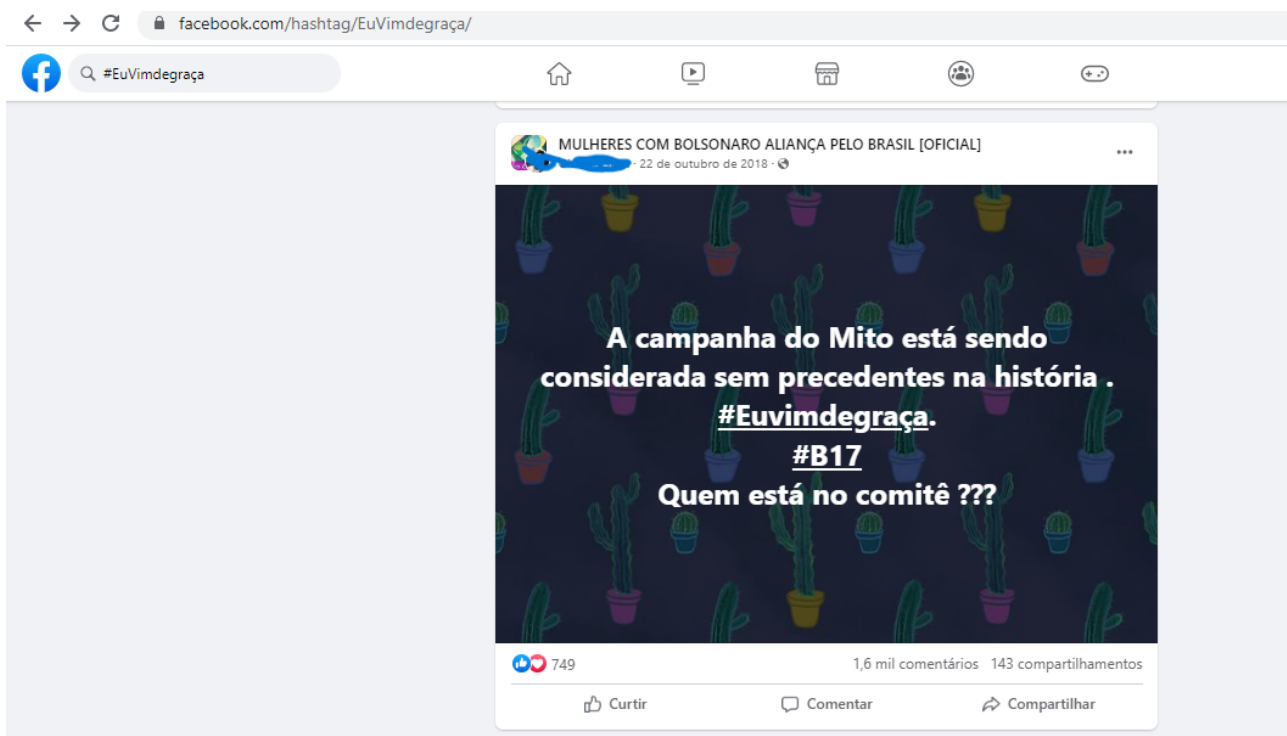 facebook.com/hashtag/EuVimdegraça/
#EuVimdegraça
MULHERES COM BOLSONARO ALIANÇA PELO BRASIL [OFICIAL]
· 22 de outubro de 2018 ·
A campanha do Mito está sendo
considerada sem precedentes na história .
#Euvimdegraça.
#B17
Quem está no comitê ???
749
1,6 mil comentários 143 compartilhamentos
Curtir Comentar Compartilhar